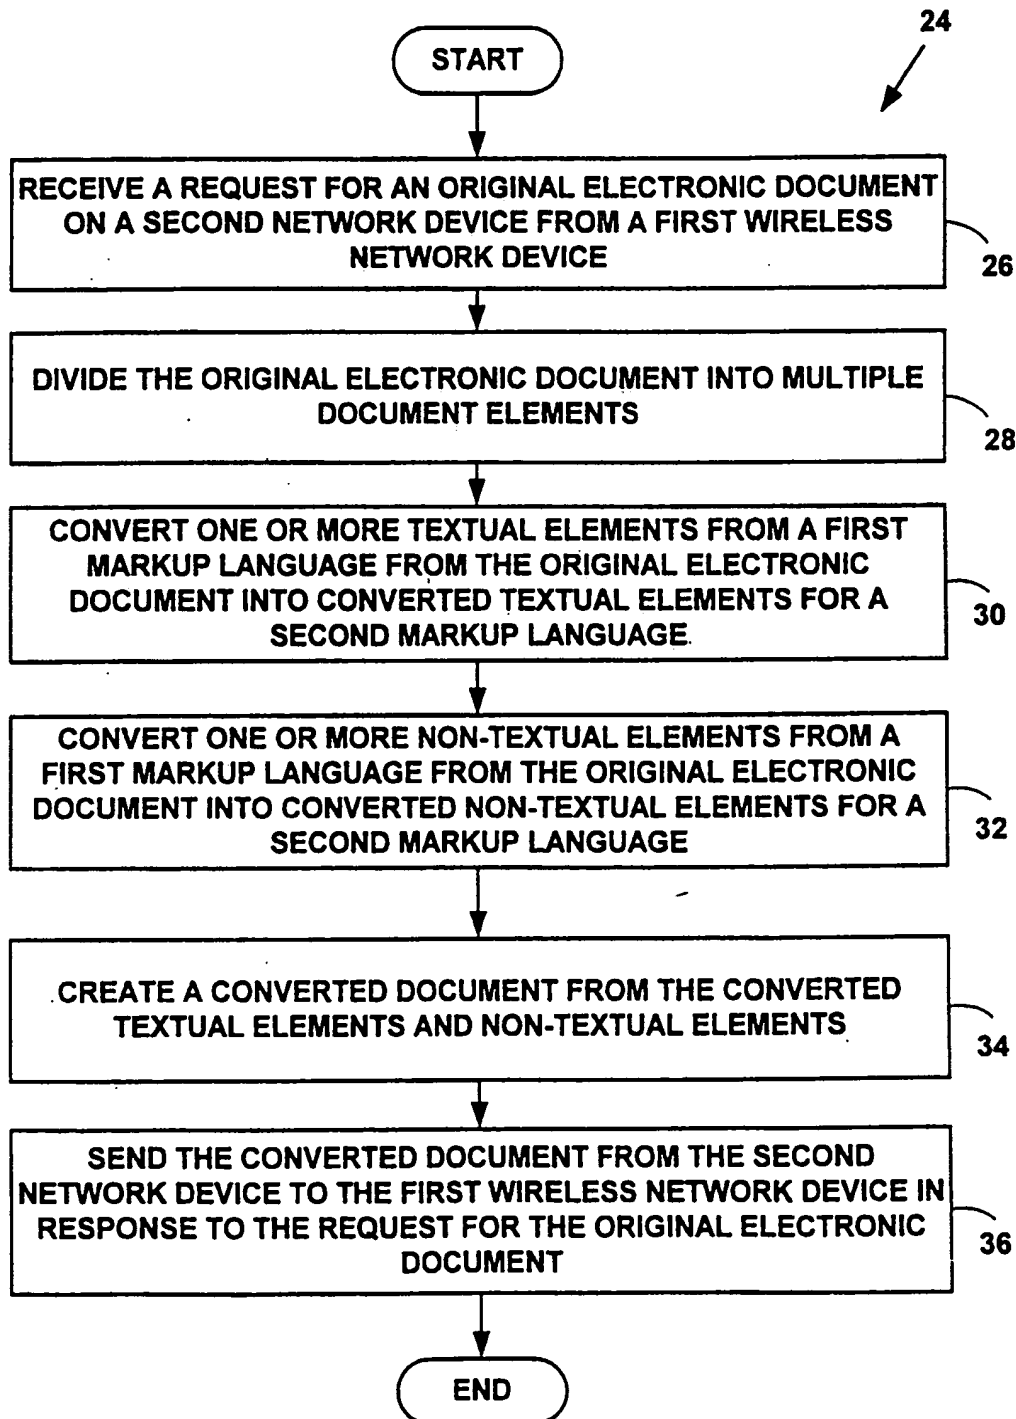 24
START
RECEIVE A REQUEST FOR AN ORIGINAL ELECTRONIC DOCUMENT
ON A SECOND NETWORK DEVICE FROM A FIRST WIRELESS
NETWORK DEVICE
26
DIVIDE THE ORIGINAL ELECTRONIC DOCUMENT INTO MULTIPLE
DOCUMENT ELEMENTS
28
CONVERT ONE OR MORE TEXTUAL ELEMENTS FROM A FIRST
MARKUP LANGUAGE FROM THE ORIGINAL ELECTRONIC
DOCUMENT INTO CONVERTED TEXTUAL ELEMENTS FOR A
SECOND MARKUP LANGUAGE
30
CONVERT ONE OR MORE NON-TEXTUAL ELEMENTS FROM A
FIRST MARKUP LANGUAGE FROM THE ORIGINAL ELECTRONIC
DOCUMENT INTO CONVERTED NON-TEXTUAL ELEMENTS FOR A
SECOND MARKUP LANGUAGE
32
CREATE A CONVERTED DOCUMENT FROM THE CONVERTED
TEXTUAL ELEMENTS AND NON-TEXTUAL ELEMENTS
34
SEND THE CONVERTED DOCUMENT FROM THE SECOND
NETWORK DEVICE TO THE FIRST WIRELESS NETWORK DEVICE IN
RESPONSE TO THE REQUEST FOR THE ORIGINAL ELECTRONIC
DOCUMENT
36
END